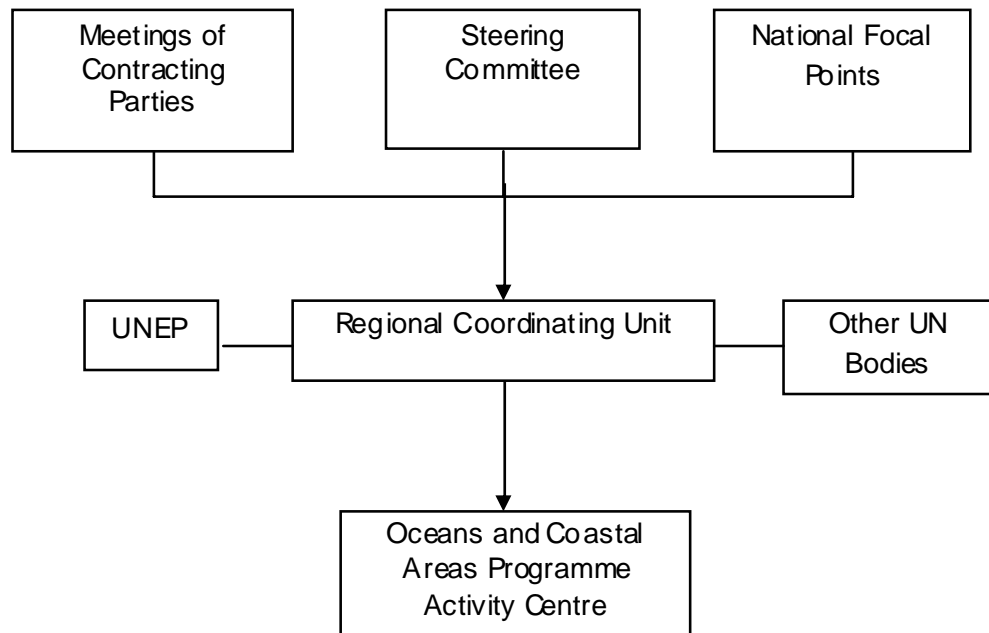 Meetings of
Contracting
Parties
Steering
Committee
National Focal
Points
UNEP
Regional Coordinating Unit
Other UN
Bodies
Oceans and Coastal
Areas Programme
Activity Centre